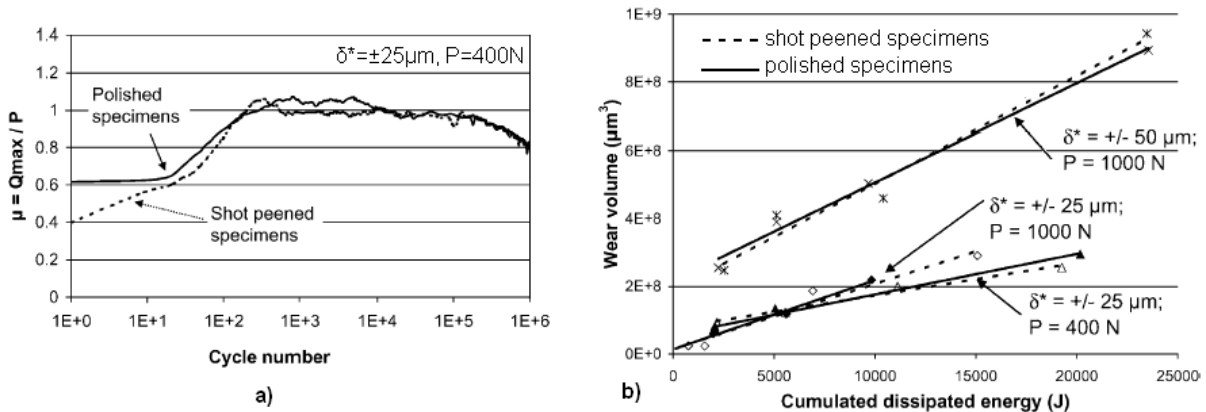 1.4
1.2
1
0.8
0.6
0.4
0.2
0
μ = Qmax / P
δ*=±25μm, P=400N
Polished
specimens
Shot peened
specimens
1E+0 1E+1 1E+2 1E+3 1E+4 1E+5 1E+6
Cycle number
a)
1E+9
8E+8
6E+8
4E+8
2E+8
0E+0
Wear volume (μm³)
shot peened specimens
polished specimens
δ* = +/- 50 μm;
P = 1000 N
δ* = +/- 25 μm;
P = 1000 N
δ* = +/- 25 μm;
P = 400 N
0 5000 10000 15000 20000 25000
Cumulated dissipated energy (J)
b)